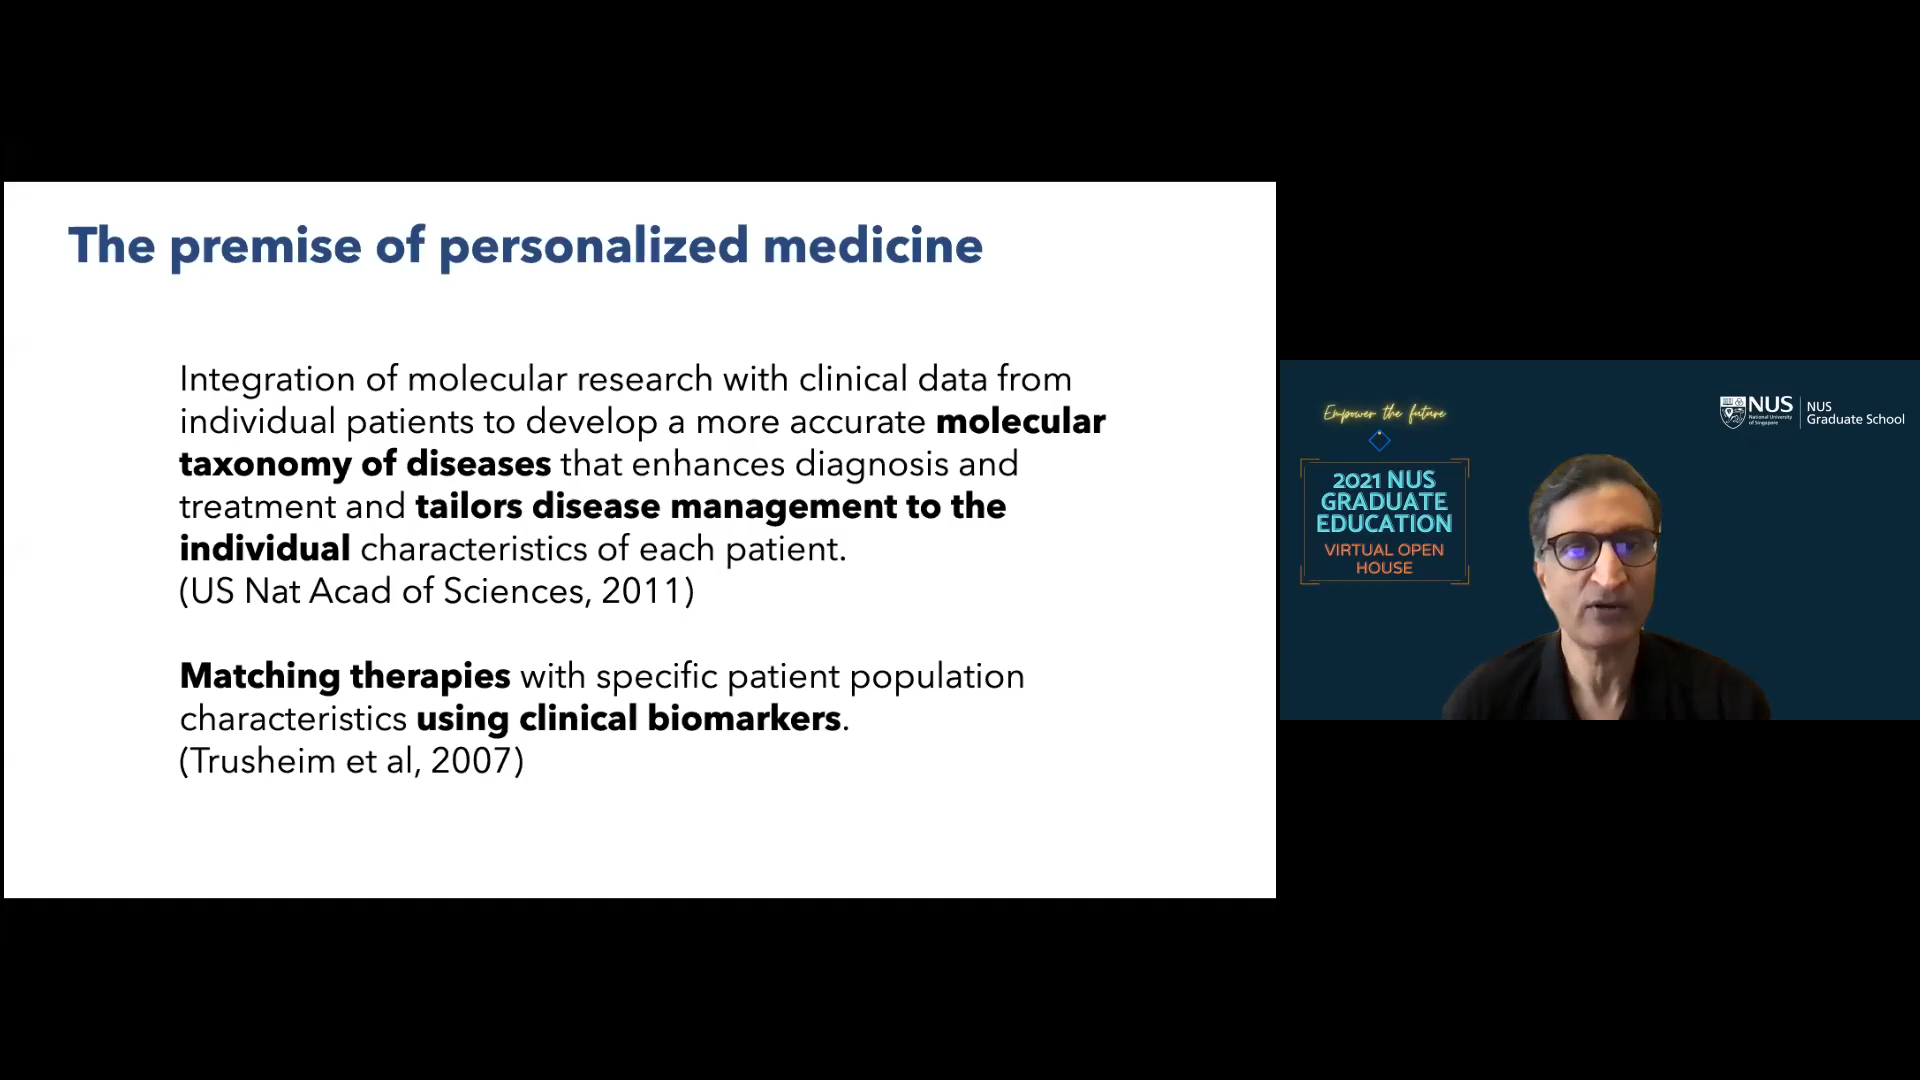 The premise of personalized medicine
Integration of molecular research with clinical data from
individual patients to develop a more accurate molecular
taxonomy of diseases that enhances diagnosis and
treatment and tailors disease management to the
individual characteristics of each patient.
(US Nat Acad of Sciences, 2011)
Matching therapies with specific patient population
characteristics using clinical biomarkers.
(Trusheim et al, 2007)
Empower the future
2021 NUS
GRADUATE
EDUCATION
VIRTUAL OPEN
HOUSE
NUS
National University
of Singapore
NUS
Graduate School